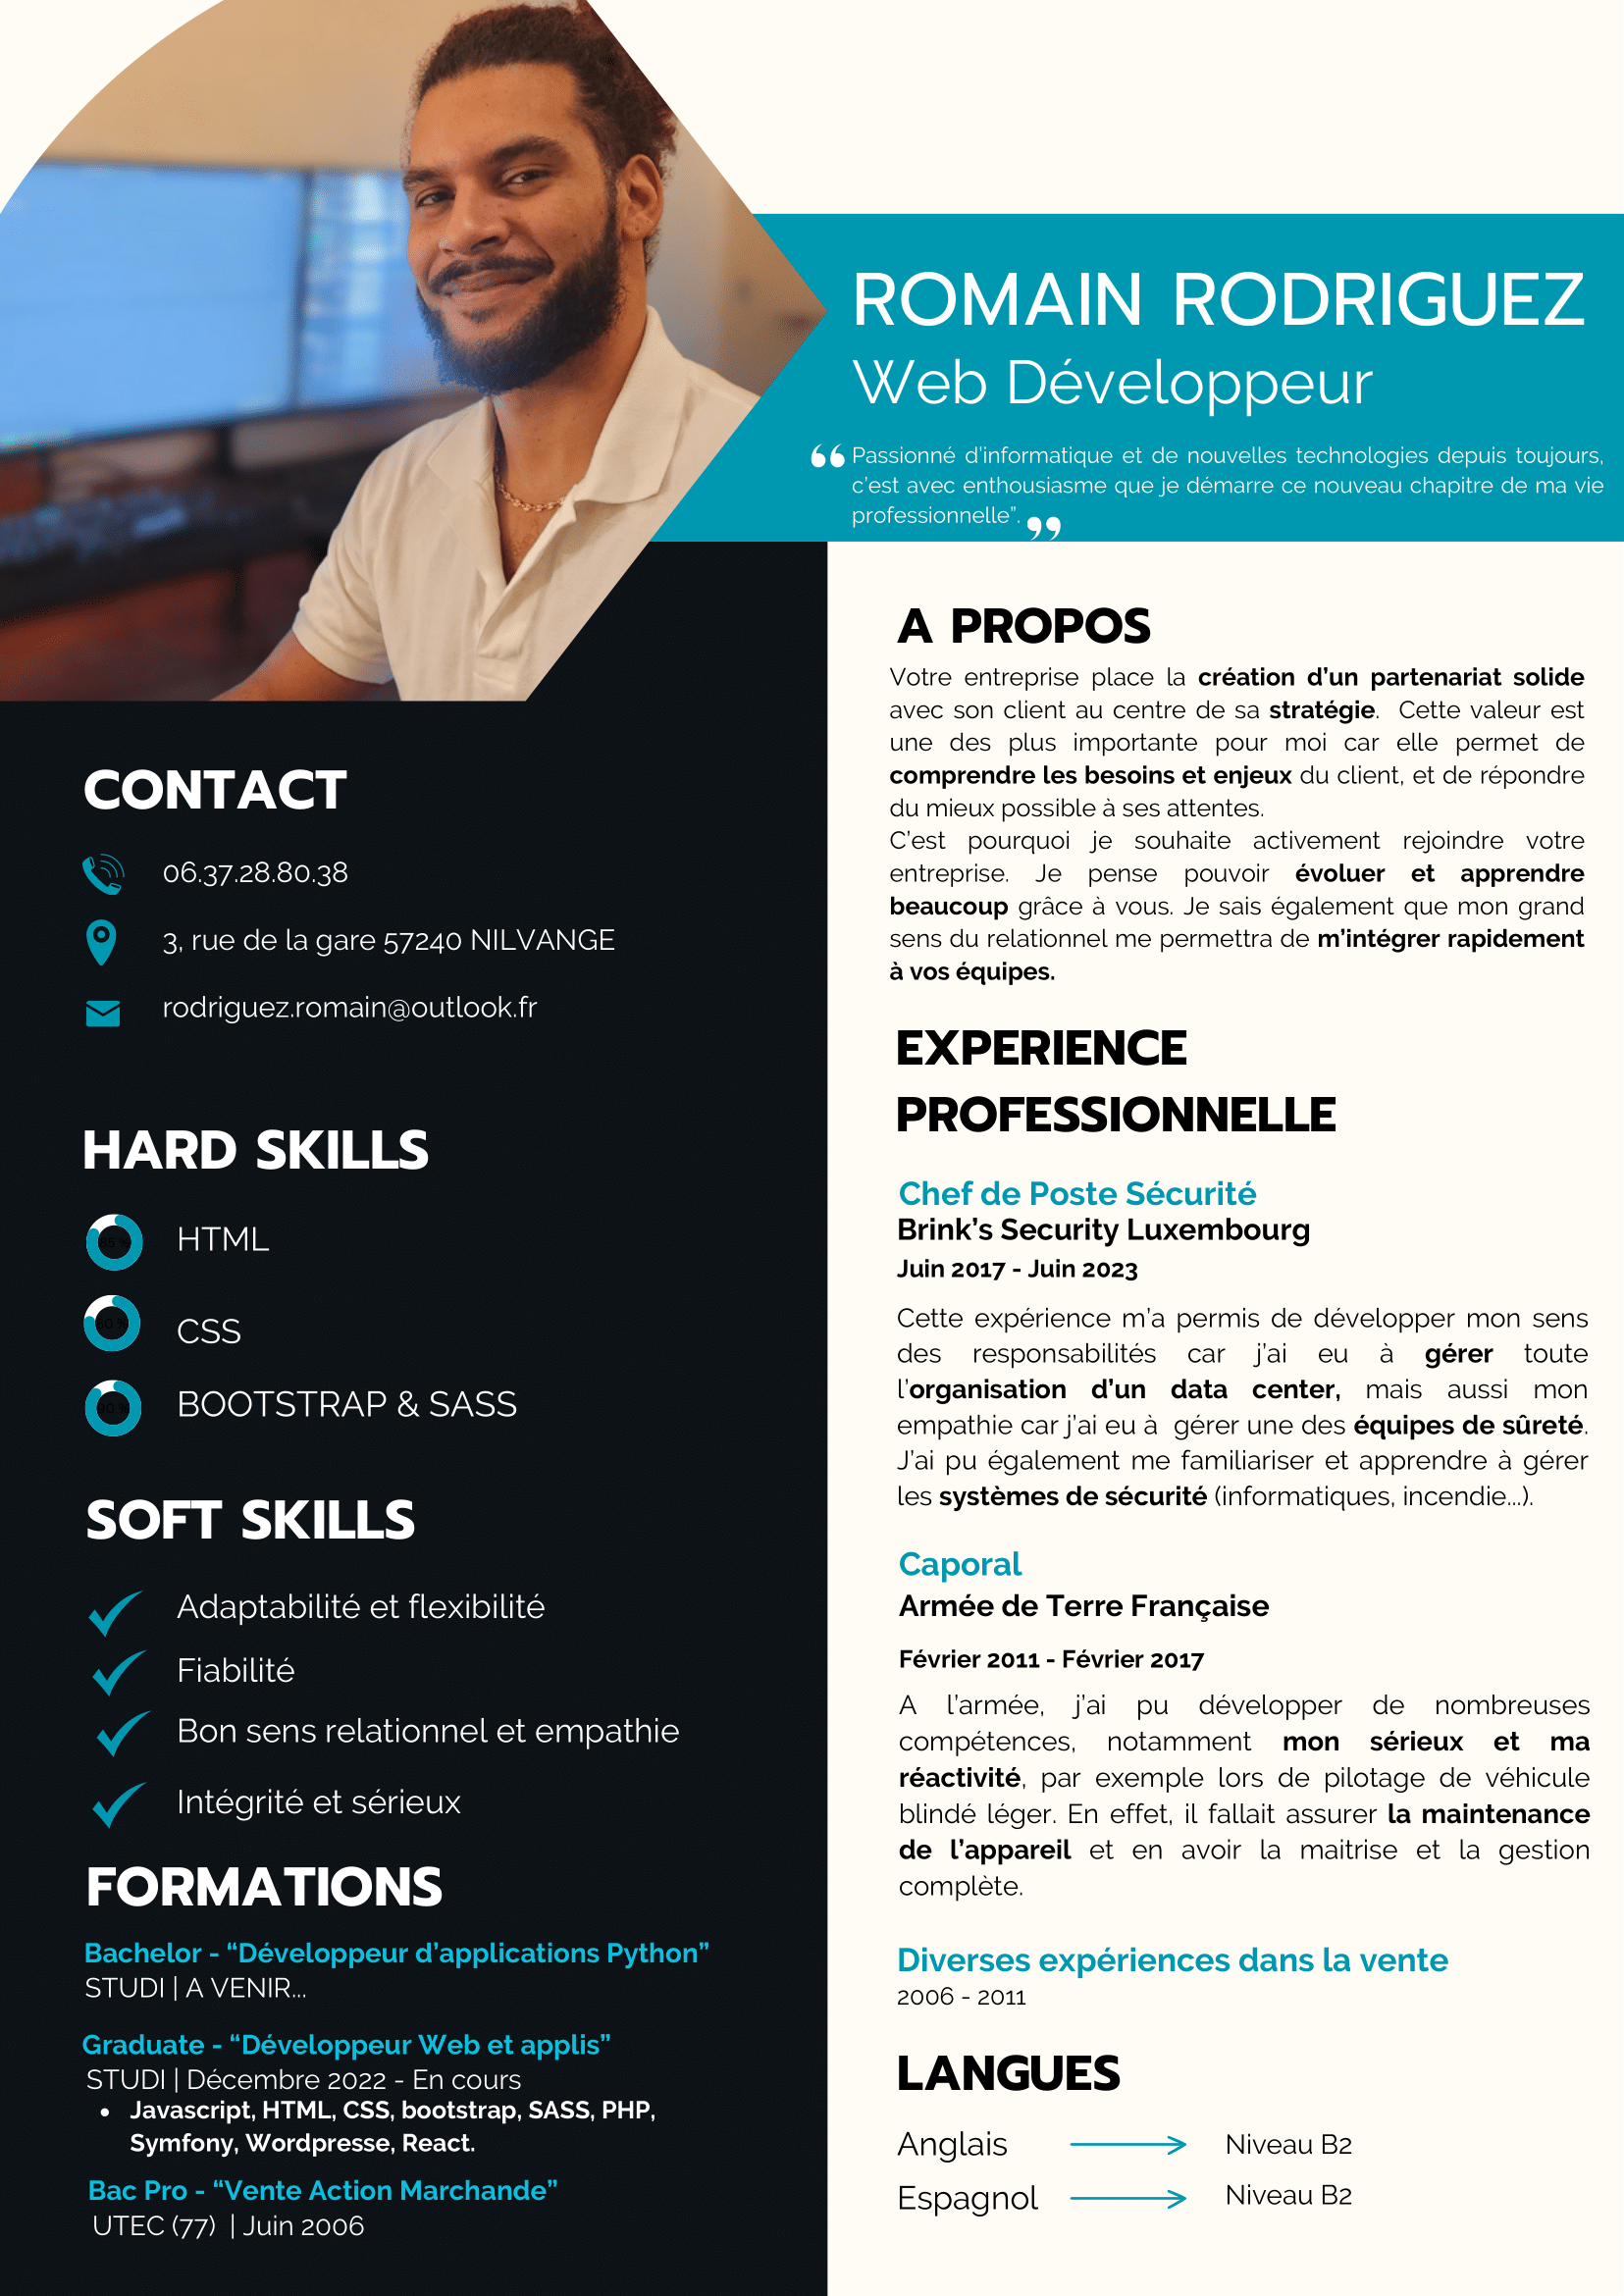 ROMAIN RODRIGUEZ
Web Développeur
“ Passionné d'informatique et de nouvelles technologies depuis toujours,
c'est avec enthousiasme que je démarre ce nouveau chapitre de ma vie
professionnelle”. ”
CONTACT
06.37.28.80.38
3, rue de la gare 57240 NILVANGE
rodriguez.romain@outlook.fr
HARD SKILLS
85 % HTML
80 % CSS
90 % BOOTSTRAP & SASS
SOFT SKILLS
Adaptabilité et flexibilité
Fiabilité
Bon sens relationnel et empathie
Intégrité et sérieux
FORMATIONS
Bachelor - “Développeur d’applications Python”
STUDI | A VENIR...
Graduate - “Développeur Web et applis”
STUDI | Décembre 2022 - En cours
• Javascript, HTML, CSS, bootstrap, SASS, PHP,
Symfony, Wordpresse, React.
Bac Pro - “Vente Action Marchande”
UTEC (77) | Juin 2006
A PROPOS
Votre entreprise place la création d’un partenariat solide
avec son client au centre de sa stratégie. Cette valeur est
une des plus importante pour moi car elle permet de
comprendre les besoins et enjeux du client, et de répondre
du mieux possible à ses attentes.
C’est pourquoi je souhaite activement rejoindre votre
entreprise. Je pense pouvoir évoluer et apprendre
beaucoup grâce à vous. Je sais également que mon grand
sens du relationnel me permettra de m’intégrer rapidement
à vos équipes.
EXPERIENCE
PROFESSIONNELLE
Chef de Poste Sécurité
Brink’s Security Luxembourg
Juin 2017 - Juin 2023
Cette expérience m’a permis de développer mon sens
des responsabilités car j’ai eu à gérer toute
l’organisation d’un data center, mais aussi mon
empathie car j’ai eu à gérer une des équipes de sûreté.
J’ai pu également me familiariser et apprendre à gérer
les systèmes de sécurité (informatiques, incendie...).
Caporal
Armée de Terre Française
Février 2011 - Février 2017
A l’armée, j’ai pu développer de nombreuses
compétences, notamment mon sérieux et ma
réactivité, par exemple lors de pilotage de véhicule
blindé léger. En effet, il fallait assurer la maintenance
de l’appareil et en avoir la maitrise et la gestion
complète.
Diverses expériences dans la vente
2006 - 2011
LANGUES
Anglais Niveau B2
Espagnol Niveau B2